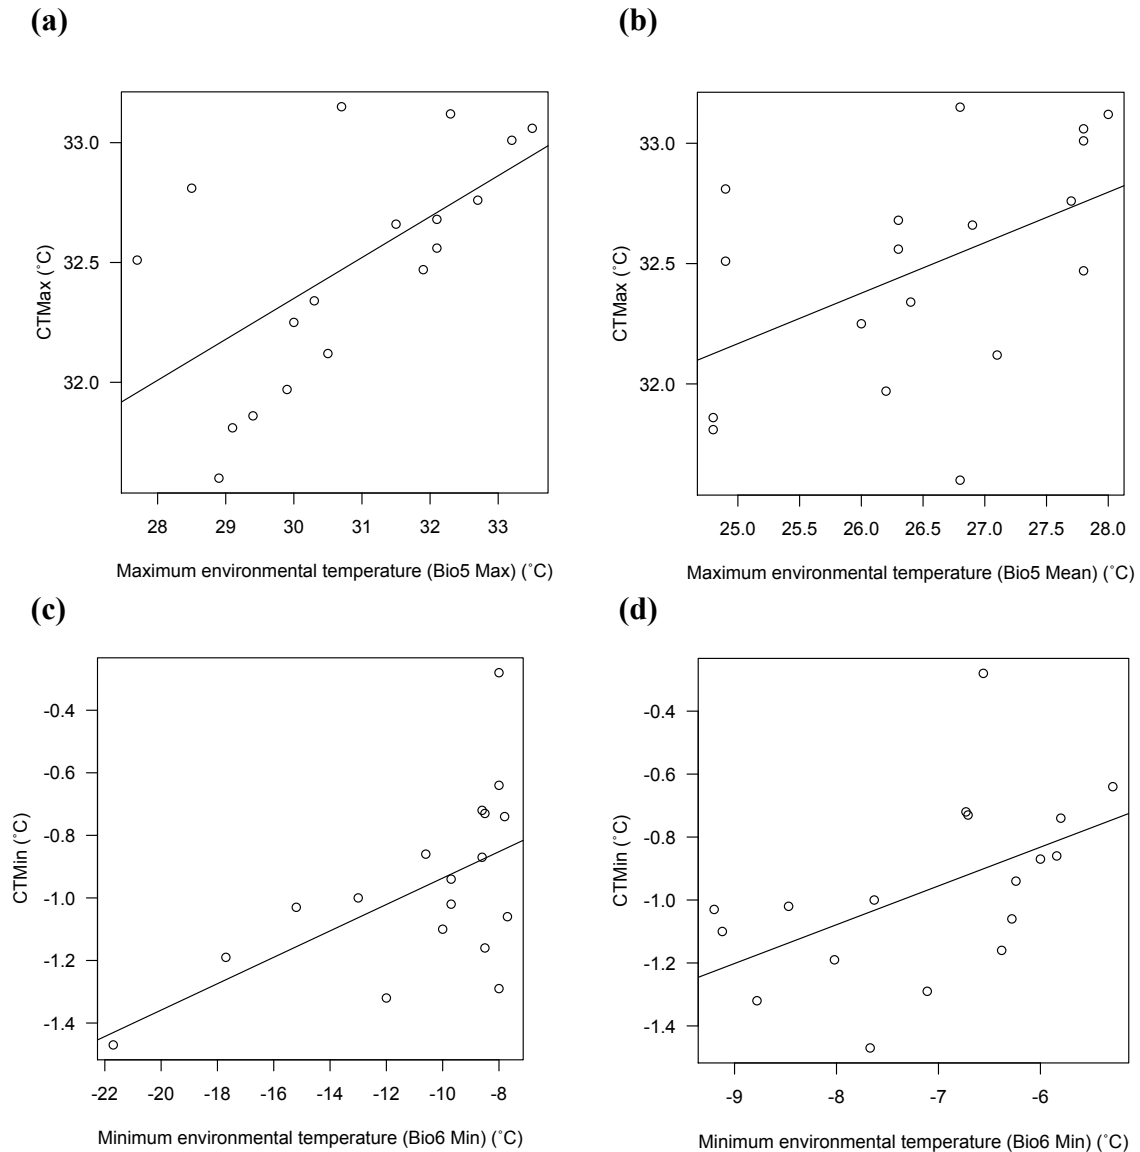 (a)
(b)
33.0
32.5
32.0
CTMax (˚C)
28 29 30 31 32 33
Maximum environmental temperature (Bio5 Max) (˚C)
33.0
32.5
32.0
CTMax (˚C)
25.0 25.5 26.0 26.5 27.0 27.5 28.0
Maximum environmental temperature (Bio5 Mean) (˚C)
(c)
(d)
-0.4
-0.6
-0.8
-1.0
-1.2
-1.4
CTMin (˚C)
-22 -20 -18 -16 -14 -12 -10 -8
Minimum environmental temperature (Bio6 Min) (˚C)
-0.4
-0.6
-0.8
-1.0
-1.2
-1.4
CTMin (˚C)
-9 -8 -7 -6
Minimum environmental temperature (Bio6 Min) (˚C)